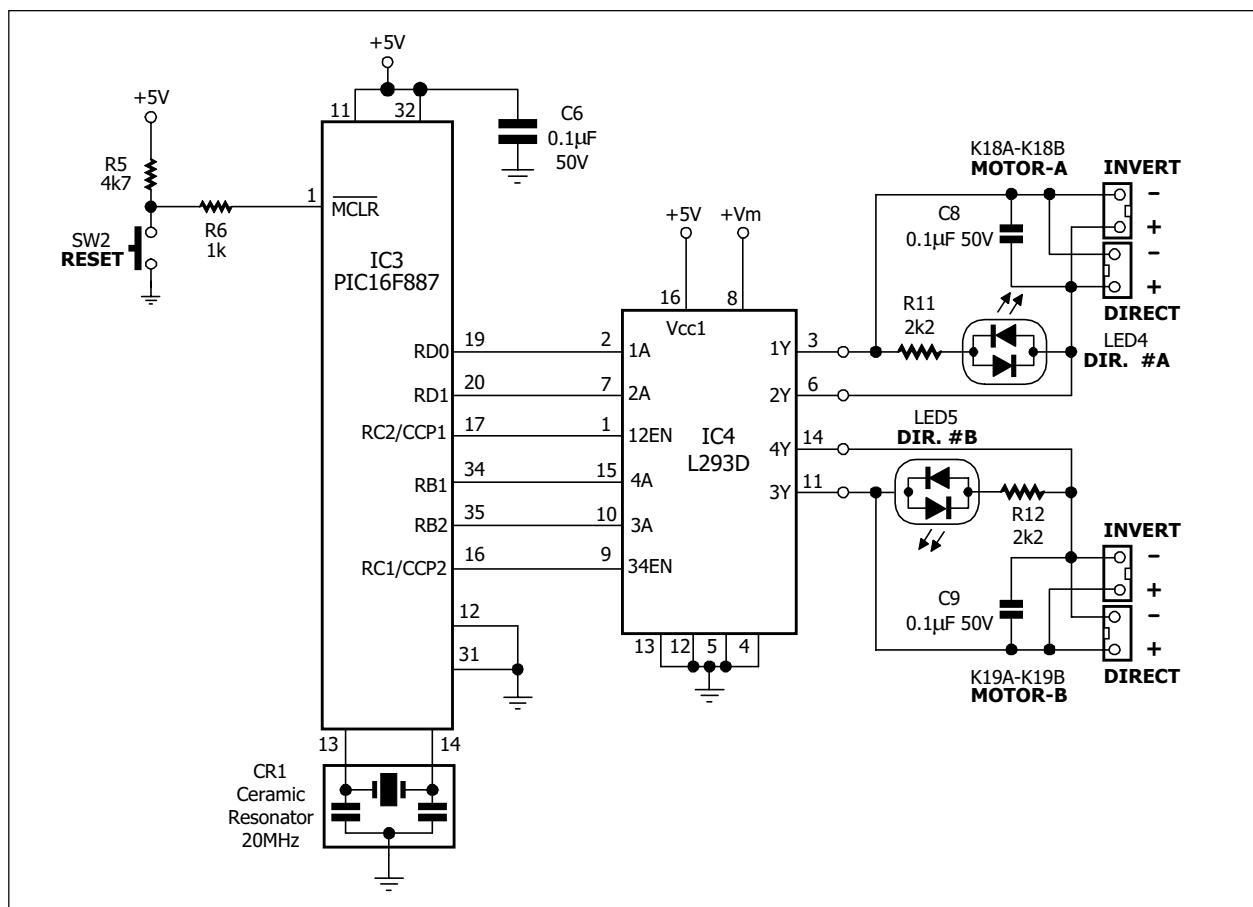 +5V
+5V
R5
4k7
SW2
RESET
R6
1k
1
11
32
MCLR
IC3
PIC16F887
C6
0.1µF
50V
RD0
19
RD1
20
RC2/CCP1
17
RB1
34
RB2
35
RC1/CCP2
16
12
31
13
14
CR1
Ceramic
Resonator
20MHz
+5V
+Vm
16
8
Vcc1
2
1A
7
2A
1
12EN
15
4A
10
3A
9
34EN
IC4
L293D
1Y
3
2Y
6
4Y
14
3Y
11
13
12
5
4
K18A-K18B
MOTOR-A
INVERT
-
+
-
+
DIRECT
C8
0.1µF 50V
R11
2k2
LED4
DIR. #A
LED5
DIR. #B
R12
2k2
INVERT
-
+
-
+
DIRECT
C9
0.1µF 50V
K19A-K19B
MOTOR-B